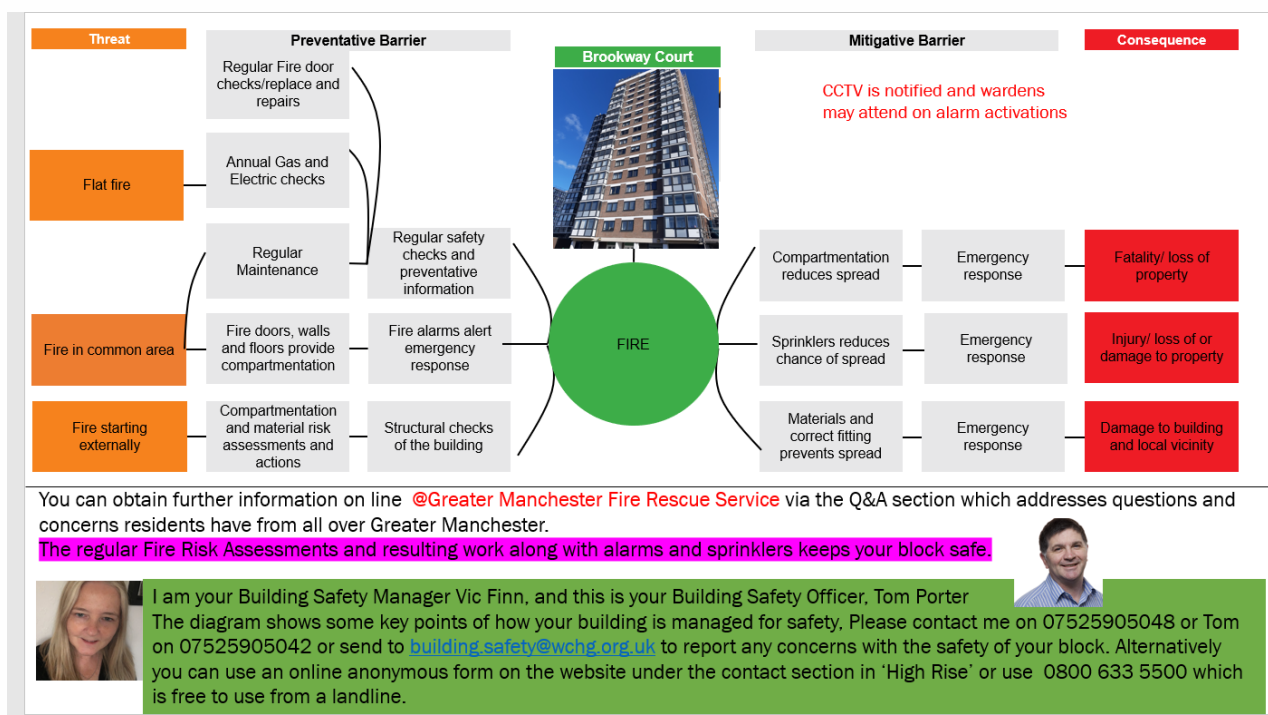 Threat
Preventative Barrier
Brookway Court
Mitigative Barrier
Consequence
Regular Fire door
checks/replace and
repairs
CCTV is notified and wardens
may attend on alarm activations
Flat fire
Annual Gas and
Electric checks
Regular
Maintenance
Regular safety
checks and
preventative
information
Compartmentation
reduces spread
Emergency
response
Fatality/ loss of
property
Fire in common area
Fire doors, walls
and floors provide
compartmentation
Fire alarms alert
emergency
response
FIRE
Sprinklers reduces
chance of spread
Emergency
response
Injury/ loss of or
damage to property
Fire starting
externally
Compartmentation
and material risk
assessments and
actions
Structural checks
of the building
Materials and
correct fitting
prevents spread
Emergency
response
Damage to building
and local vicinity
You can obtain further information on line @Greater Manchester Fire Rescue Service via the Q&A section which addresses questions and
concerns residents have from all over Greater Manchester.
The regular Fire Risk Assessments and resulting work along with alarms and sprinklers keeps your block safe.
I am your Building Safety Manager Vic Finn, and this is your Building Safety Officer, Tom Porter
The diagram shows some key points of how your building is managed for safety, Please contact me on 07525905048 or Tom
on 07525905042 or send to building.safety@wchg.org.uk to report any concerns with the safety of your block. Alternatively
you can use an online anonymous form on the website under the contact section in ‘High Rise’ or use 0800 633 5500 which
is free to use from a landline.